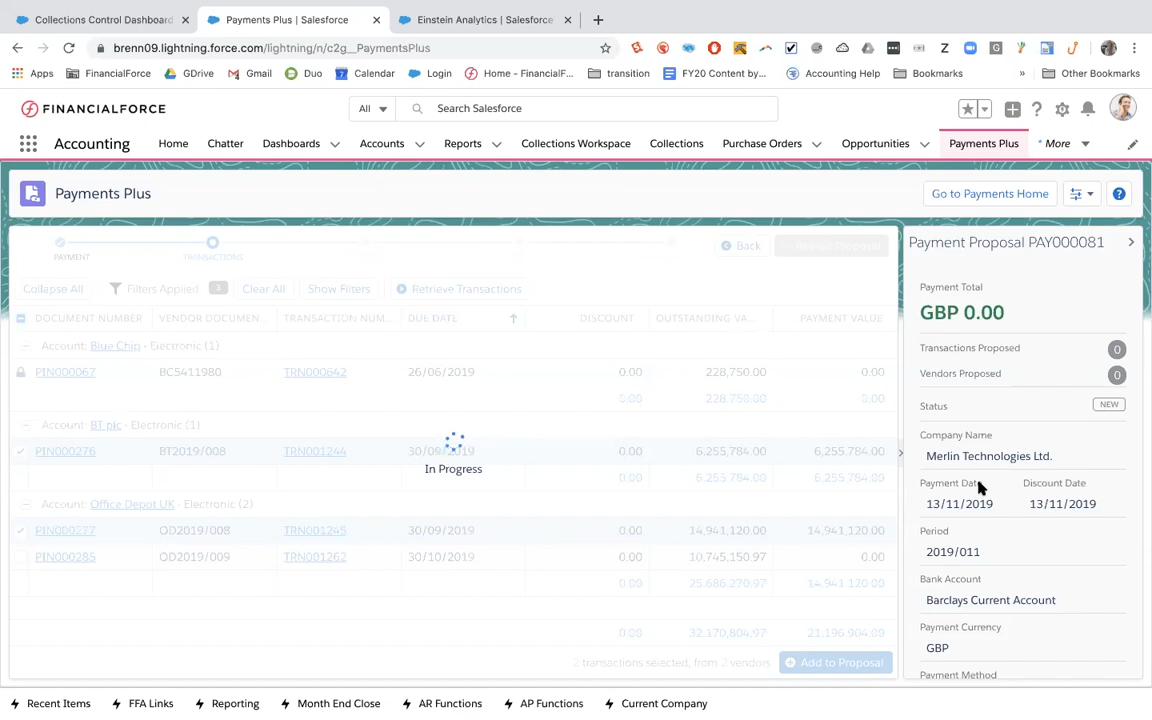 Collections Control Dashboard
Payments Plus | Salesforce
Einstein Analytics | Salesforce
brenn09.lightning.force.com/lightning/n/c2g__PaymentsPlus
Apps
FinancialForce
GDrive
Gmail
Duo
Calendar
Login
Home - FinancialF...
transition
FY20 Content by...
Accounting Help
Bookmarks
»
Other Bookmarks
FINANCIALFORCE
All
Search Salesforce
Accounting
Home
Chatter
Dashboards
Accounts
Reports
Collections Workspace
Collections
Purchase Orders
Opportunities
Payments Plus
* More
Payments Plus
Go to Payments Home
PAYMENT
TRANSACTIONS
Back
Review Proposal
Collapse All
Filters Applied 3
Clear All
Show Filters
Retrieve Transactions
DOCUMENT NUMBER VENDOR DOCUMEN... TRANSACTION NUM... DUE DATE DISCOUNT OUTSTANDING VA... PAYMENT VALUE
Account: Blue Chip - Electronic (1)
PIN000067 BC5411980 TRN000642 26/06/2019 0.00 228,750.00 0.00
0.00 228,750.00 0.00
Account: BT plc - Electronic (1)
PIN000276 BT2019/008 TRN001244 30/09/2019 0.00 6,255,784.00 6,255,784.00
0.00 6,255,784.00 6,255,784.00
In Progress
Account: Office Depot UK - Electronic (2)
PIN000277 OD2019/008 TRN001245 30/09/2019 0.00 14,941,120.00 14,941,120.00
PIN000285 OD2019/009 TRN001262 30/10/2019 0.00 10,745,150.97 0.00
0.00 25,686,270.97 14,941,120.00
0.00 32,170,804.97 21,196,904.00
2 transactions selected, from 2 vendors
Add to Proposal
Payment Proposal PAY000081
Payment Total
GBP 0.00
Transactions Proposed 0
Vendors Proposed 0
Status NEW
Company Name
Merlin Technologies Ltd.
Payment Date Discount Date
13/11/2019 13/11/2019
Period
2019/011
Bank Account
Barclays Current Account
Payment Currency
GBP
Payment Method
Recent Items
FFA Links
Reporting
Month End Close
AR Functions
AP Functions
Current Company